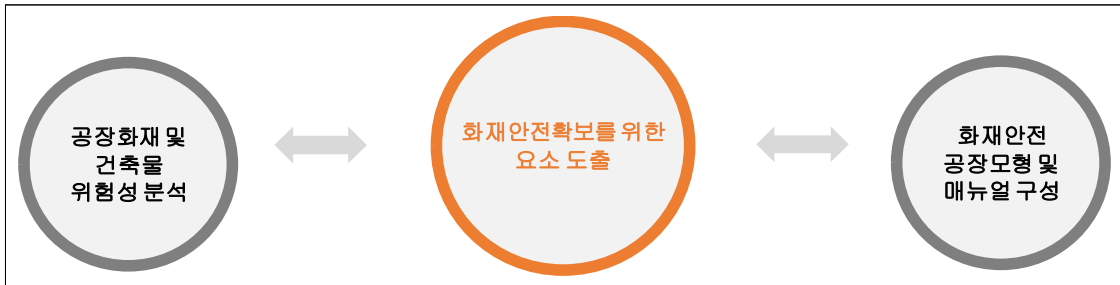 공장화재 및
건축물
위험성 분석
화재안전확보를 위한
요소 도출
화재안전
공장모형 및
매뉴얼 구성